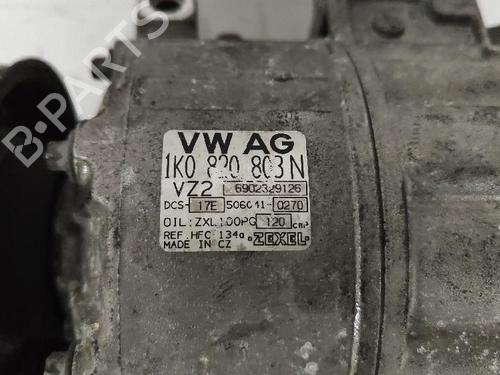 B-PARTS
VW AG
1K0 820 803 N
VZ2 6902329126
DCS- 17E 506041- 0270
OIL: ZXL100PG 120 cm³
REF. HFC 134a ZEXEL
MADE IN CZ